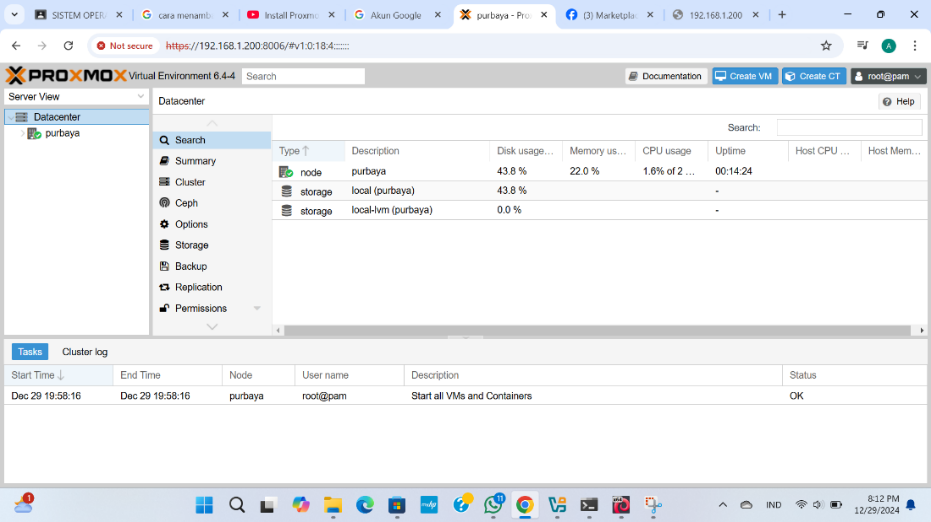 SISTEM OPER
cara menamb
Install Proxmo
Akun Google
purbaya - Pro
(3) Marketplac
192.168.1.200
Not secure
https://192.168.1.200:8006/#v1:0:18:4:::::::
A
PROXMOX Virtual Environment 6.4-4
Search
Documentation
Create VM
Create CT
root@pam
Server View
Datacenter
purbaya
Datacenter
Help
Search
Summary
Cluster
Ceph
Options
Storage
Backup
Replication
Permissions
Search:
Type Description Disk usage... Memory us... CPU usage Uptime Host CPU ... Host Mem...
node purbaya 43.8 % 22.0 % 1.6% of 2 ... 00:14:24
storage local (purbaya) 43.8 % -
storage local-lvm (purbaya) 0.0 % -
Tasks Cluster log
Start Time End Time Node User name Description Status
Dec 29 19:58:16 Dec 29 19:58:16 purbaya root@pam Start all VMs and Containers OK
1
11
IND
8:12 PM
12/29/2024